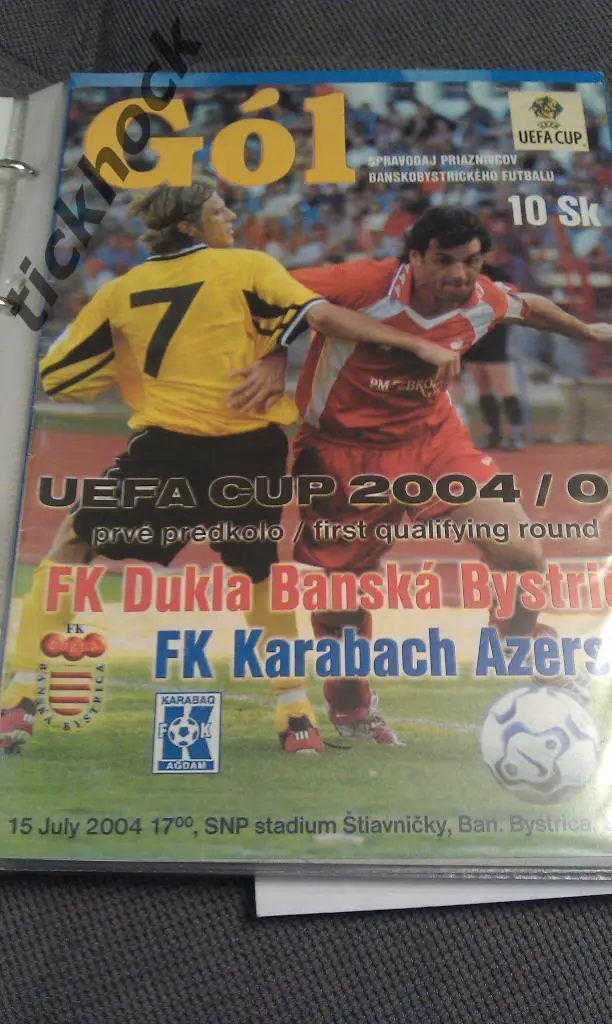 tickhock
Gól
UEFA CUP
SPRAVODAJ PRIAZNIVCOV
BANSKOBYSTRICKÉHO FUTBALU
10 Sk
7
UEFA CUP 2004/0
prvé predkolo / first qualifying round
FK Dukla Banská Bystri
FK Karabach Azers
FK
BANSKÁ BYSTRICA
KARABAG
F K
AĞDAM
15 July 2004 17⁰⁰, SNP stadium Štiavničky, Ban. Bystrica,